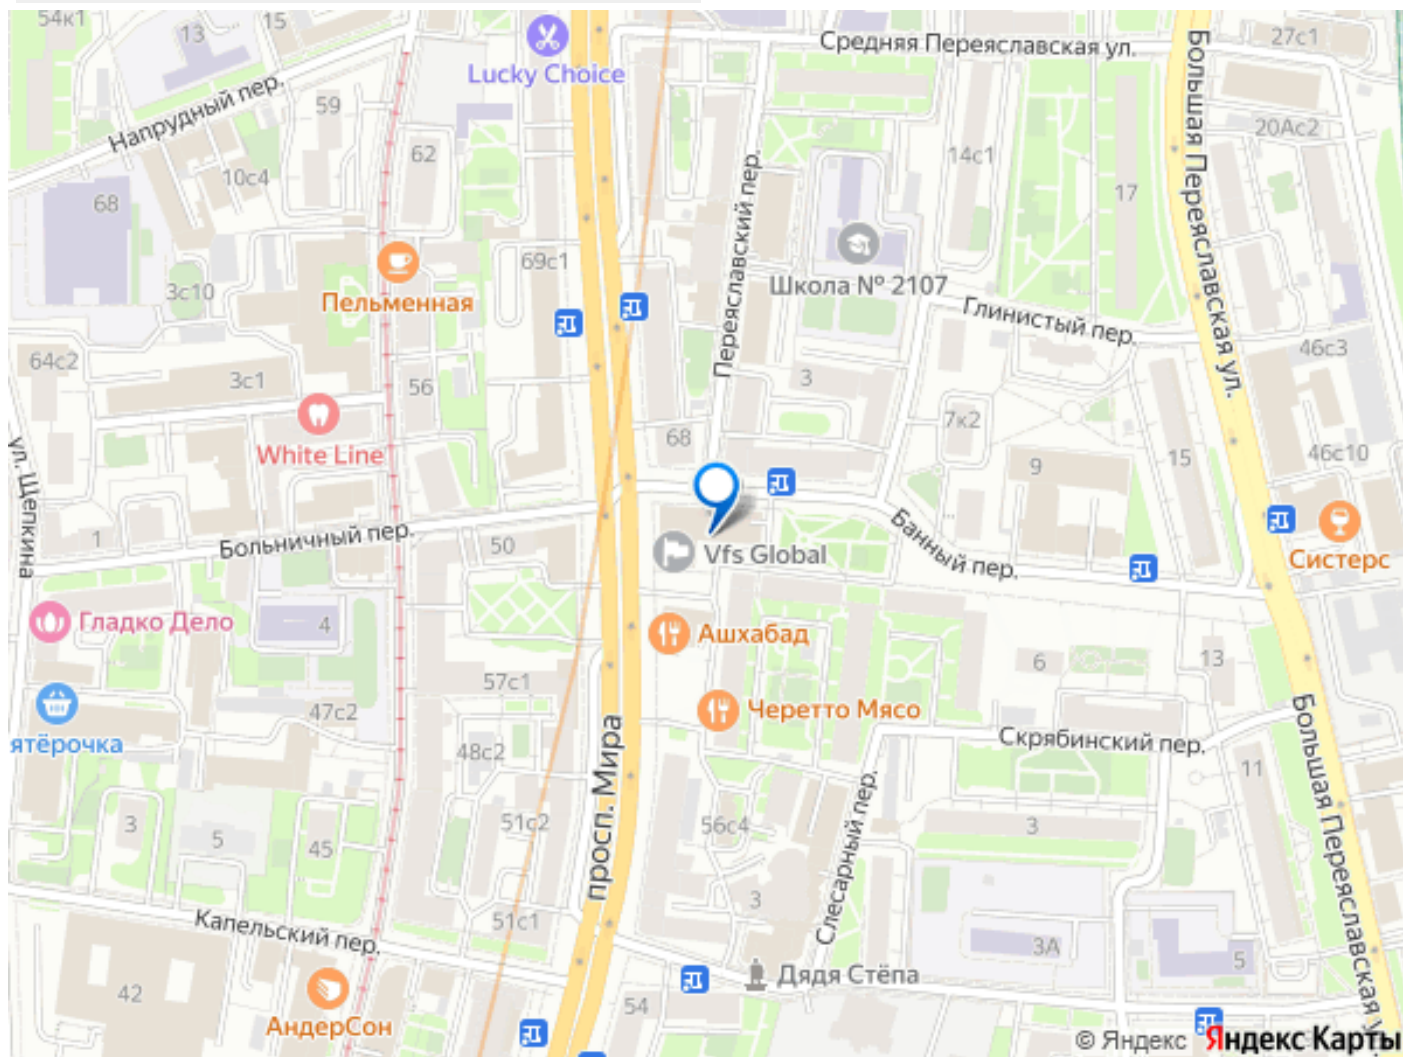 54к1
15
13
Lucky Choice
Средняя Переяславская ул.
27с1
Большая Переяславская ул.
Напрудный пер.
59
62
10с4
68
20Ас2
14с1
17
Переяславский пер.
69с1
3с10
Пельменная
Школа № 2107
Глинистый пер.
64с2
3с1
56
3
46с3
White Line
68
7к2
9
15
46с10
ул. Щепкина
1
Больничный пер.
50
Vfs Global
Банный пер.
Систерс
Гладко Дело
4
Ашхабад
6
13
57с1
47с2
Черетто Мясо
ятёрочка
48с2
просп. Мира
Скрябинский пер.
Большая Переяславская у
11
3
5
45
51с2
56с4
Слесарный пер.
3
3
Капельский пер.
51с1
3А
5
42
Дядя Стёпа
54
АндерСон
© Яндекс Яндекс Карты